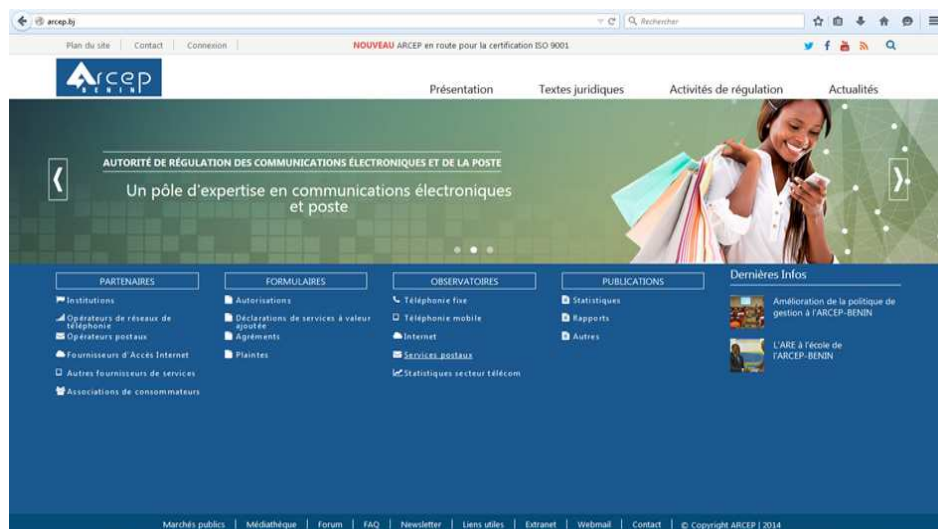 arcep.bj
Rechercher
Plan du site | Contact | Connexion |
NOUVEAU ARCEP en route pour la certification ISO 9001
Arcep
BENIN
Présentation Textes juridiques Activités de régulation Actualités
AUTORITÉ DE RÉGULATION DES COMMUNICATIONS ÉLECTRONIQUES ET DE LA POSTE
Un pôle d'expertise en communications électroniques
et poste
PARTENAIRES
Institutions
Opérateurs de réseaux de
téléphonie
Opérateurs postaux
Fournisseurs d'Accés Internet
Autres fournisseurs de services
Associations de consommateurs
FORMULAIRES
Autorisations
Déclarations de services à valeur
ajoutée
Agréments
Plaintes
OBSERVATOIRES
Téléphonie fixe
Téléphonie mobile
Internet
Services postaux
Statistiques secteur télécom
PUBLICATIONS
Statistiques
Rapports
Autres
Dernières Infos
Amélioration de la politique de
gestion à l'ARCEP-BENIN
L'ARE à l'école de
l'ARCEP-BENIN
Marchés publics | Médiathéque | Forum | FAQ | Newsletter | Liens utiles | Extranet | Webmail | Contact | © Copyright ARCEP | 2014